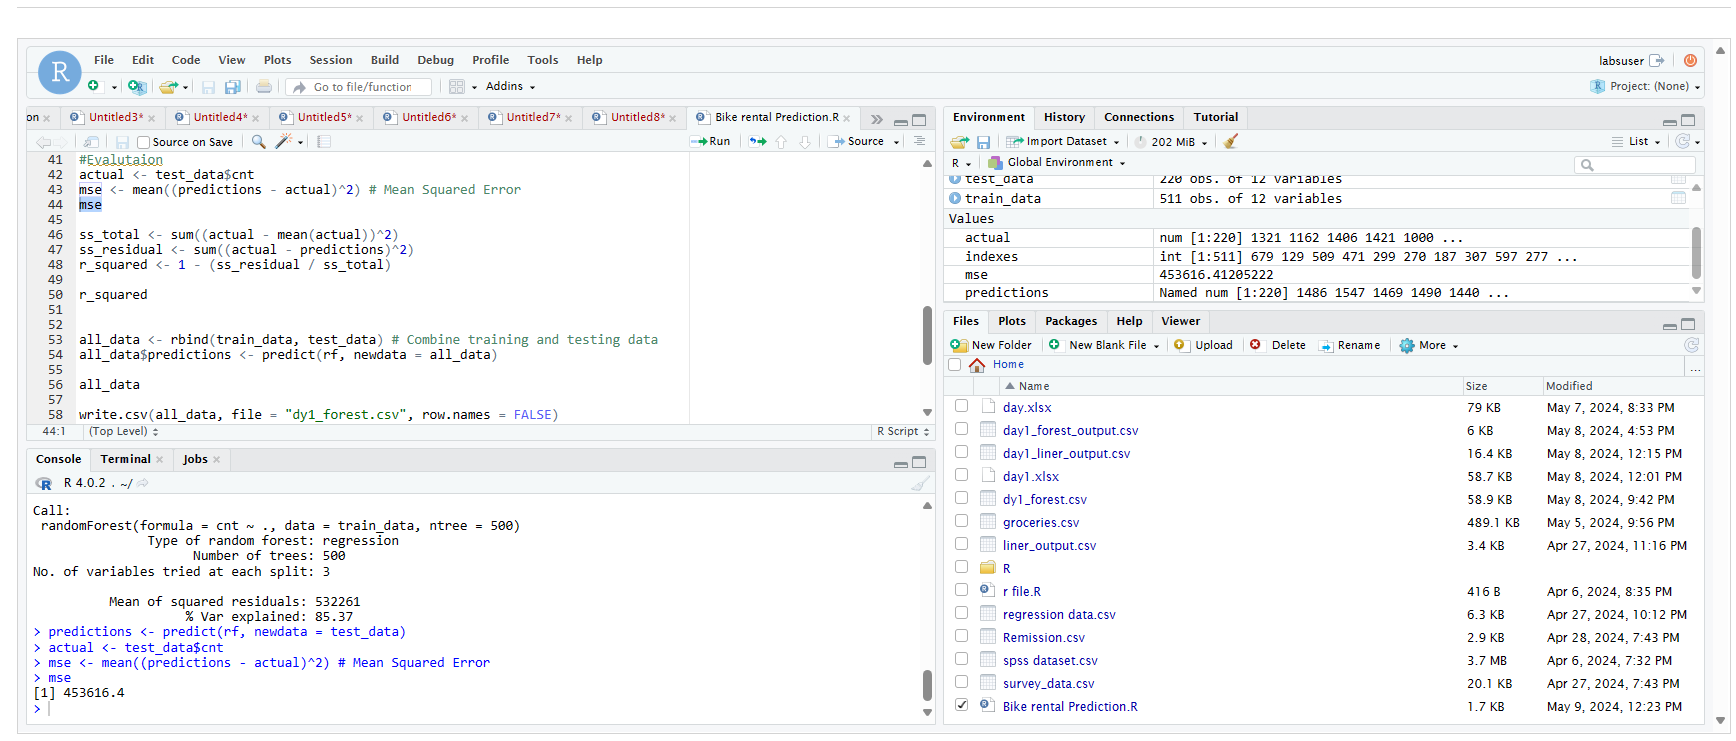 File Edit Code View Plots Session Build Debug Profile Tools Help
labsuser
R
Go to file/function
Addins
Project: (None)
on
Untitled3*
Untitled4*
Untitled5*
Untitled6*
Untitled7*
Untitled8*
Bike rental Prediction.R
Source on Save
Run
Source
41 #Evalutaion
42 actual <- test_data$cnt
43 mse <- mean((predictions - actual)^2) # Mean Squared Error
44 mse
45
46 ss_total <- sum((actual - mean(actual))^2)
47 ss_residual <- sum((actual - predictions)^2)
48 r_squared <- 1 - (ss_residual / ss_total)
49
50 r_squared
51
52
53 all_data <- rbind(train_data, test_data) # Combine training and testing data
54 all_data$predictions <- predict(rf, newdata = all_data)
55
56 all_data
57
58 write.csv(all_data, file = "dy1_forest.csv", row.names = FALSE)
44:1 (Top Level) R Script
Console Terminal Jobs
R 4.0.2 . ~/
Call:
randomForest(formula = cnt ~ ., data = train_data, ntree = 500)
Type of random forest: regression
Number of trees: 500
No. of variables tried at each split: 3
Mean of squared residuals: 532261
% Var explained: 85.37
> predictions <- predict(rf, newdata = test_data)
> actual <- test_data$cnt
> mse <- mean((predictions - actual)^2) # Mean Squared Error
> mse
[1] 453616.4
>
Environment History Connections Tutorial
Import Dataset 202 MiB List
R Global Environment
test_data 220 obs. of 12 variables
train_data 511 obs. of 12 variables
Values
actual num [1:220] 1321 1162 1406 1421 1000 ...
indexes int [1:511] 679 129 509 471 299 270 187 307 597 277 ...
mse 453616.41205222
predictions Named num [1:220] 1486 1547 1469 1490 1440 ...
Files Plots Packages Help Viewer
New Folder New Blank File Upload Delete Rename More
Home ...
Name Size Modified
day.xlsx 79 KB May 7, 2024, 8:33 PM
day1_forest_output.csv 6 KB May 8, 2024, 4:53 PM
day1_liner_output.csv 16.4 KB May 8, 2024, 12:15 PM
day1.xlsx 58.7 KB May 8, 2024, 12:01 PM
dy1_forest.csv 58.9 KB May 8, 2024, 9:42 PM
groceries.csv 489.1 KB May 5, 2024, 9:56 PM
liner_output.csv 3.4 KB Apr 27, 2024, 11:16 PM
R
r file.R 416 B Apr 6, 2024, 8:35 PM
regression data.csv 6.3 KB Apr 27, 2024, 10:12 PM
Remission.csv 2.9 KB Apr 28, 2024, 7:43 PM
spss dataset.csv 3.7 MB Apr 6, 2024, 7:32 PM
survey_data.csv 20.1 KB Apr 27, 2024, 7:43 PM
Bike rental Prediction.R 1.7 KB May 9, 2024, 12:23 PM